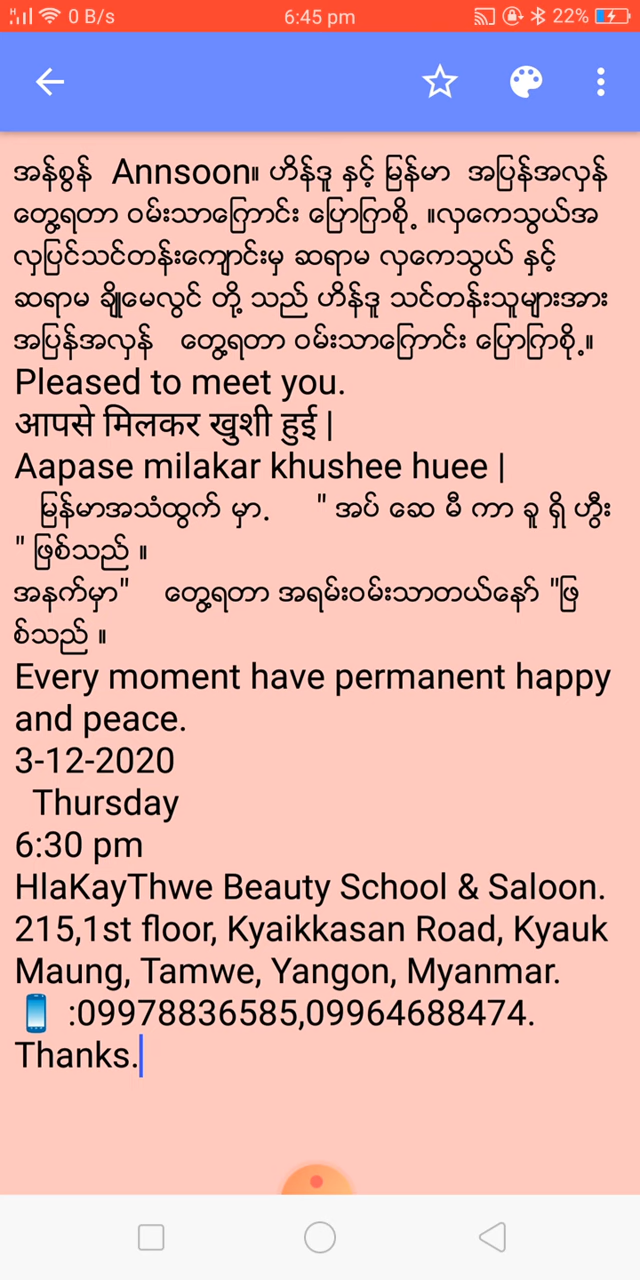 6:45 pm
0 B/s
22%
အန်စွန်  Annsoon။ ဟိန်ဒူ နှင့် မြန်မာ  အပြန်အလှန်
တွေ့ရတာ ဝမ်းသာကြောင်း ပြောကြစို့ ။လှကေသွယ်အ
လှပြင်သင်တန်းကျောင်းမှ ဆရာမ လှကေသွယ် နှင့်
ဆရာမ ချိုမေလွင် တို့ သည် ဟိန်ဒူ သင်တန်းသူများအား
အပြန်အလှန်   တွေ့ရတာ ဝမ်းသာကြောင်း ပြောကြစို့။
Pleased to meet you.
आपसे मिलकर खुशी हुई |
Aapase milakar khushee huee |
မြန်မာအသံထွက် မှာ.     " အပ် ဆေ မီ ကာ ခူ ရှိ ဟွီး
" ဖြစ်သည် ။
အနက်မှာ"    တွေ့ရတာ အရမ်းဝမ်းသာတယ်နော် "ဖြ
စ်သည် ။
Every moment have permanent happy
and peace.
3-12-2020
Thursday
6:30 pm
HlaKayThwe Beauty School & Saloon.
215,1st floor, Kyaikkasan Road, Kyauk
Maung, Tamwe, Yangon, Myanmar.
📱 :09978836585,09964688474.
Thanks.